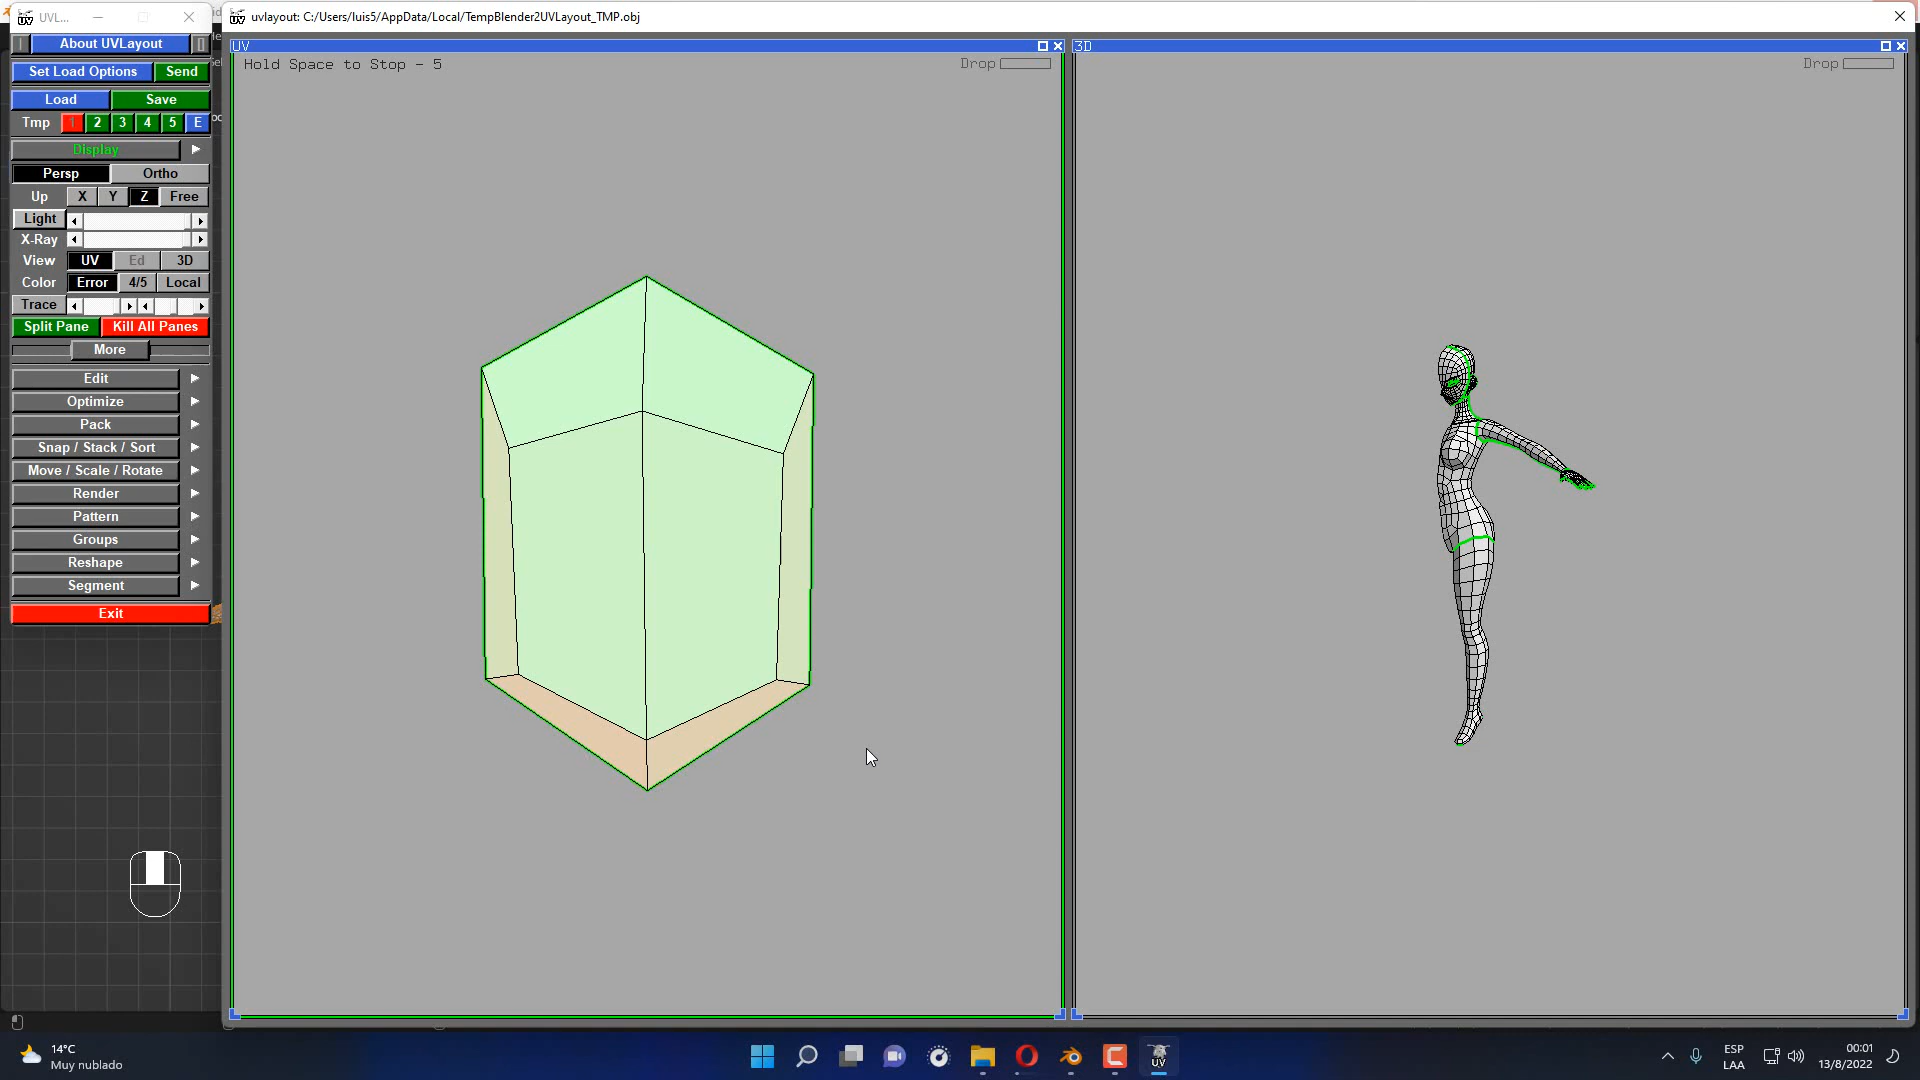 UVL...
uvlayout: C:/Users/luis5/AppData/Local/TempBlender2UVLayout_TMP.obj
About UVLayout
Set Load Options Send
Load Save
Tmp 1 2 3 4 5 E
Display
Persp Ortho
Up X Y Z Free
Light
X-Ray
View UV Ed 3D
Color Error 4/5 Local
Trace
Split Pane Kill All Panes
More
Edit
Optimize
Pack
Snap / Stack / Sort
Move / Scale / Rotate
Render
Pattern
Groups
Reshape
Segment
Exit
UV
Hold Space to Stop - 5
Drop
3D
Drop
14°C
Muy nublado
UV
ESP
LAA
00:01
13/8/2022